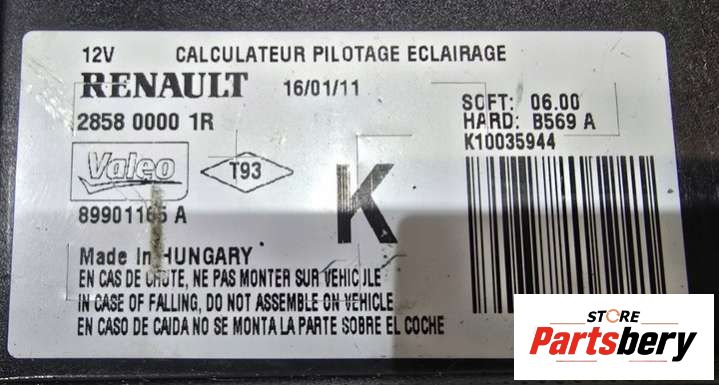 12V CALCULATEUR PILOTAGE ECLAIRAGE
RENAULT 16/01/11
2858 0000 1R
SOFT: 06.00
HARD: B569 A
K10035944
Valeo T93 K
89901165 A
Made In HUNGARY
EN CAS DE CHUTE, NE PAS MONTER SUR VEHICULE
IN CASE OF FALLING, DO NOT ASSEMBLE ON VEHICLE
EN CASO DE CAIDA NO SE MONTA LA PARTE SOBRE EL COCHE
STORE
Partsbery